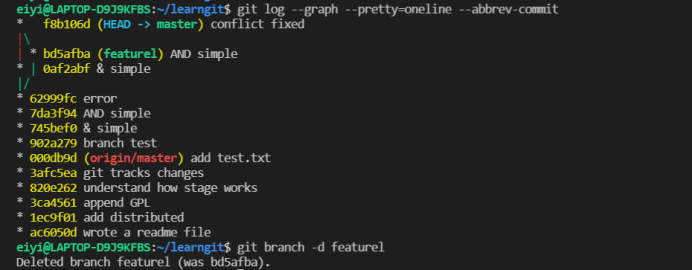 eiyi@LAPTOP-D9J9KFBS:~/learngit$ git log --graph --pretty=oneline --abbrev-commit
*   f8b106d (HEAD -> master) conflict fixed
|\
| * bd5afba (featurel) AND simple
* | 0af2abf & simple
|/
* 62999fc error
* 7da3f94 AND simple
* 745bef0 & simple
* 902a279 branch test
* 000db9d (origin/master) add test.txt
* 3afc5ea git tracks changes
* 820e262 understand how stage works
* 3ca4561 append GPL
* 1ec9f01 add distributed
* ac6050d wrote a readme file
eiyi@LAPTOP-D9J9KFBS:~/learngit$ git branch -d featurel
Deleted branch featurel (was bd5afba).